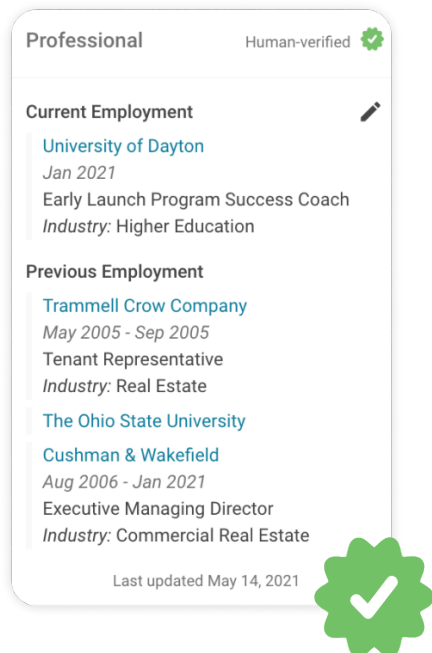 Professional
Human-verified
Current Employment
University of Dayton
Jan 2021
Early Launch Program Success Coach
Industry: Higher Education
Previous Employment
Trammell Crow Company
May 2005 - Sep 2005
Tenant Representative
Industry: Real Estate
The Ohio State University
Cushman & Wakefield
Aug 2006 - Jan 2021
Executive Managing Director
Industry: Commercial Real Estate
Last updated May 14, 2021